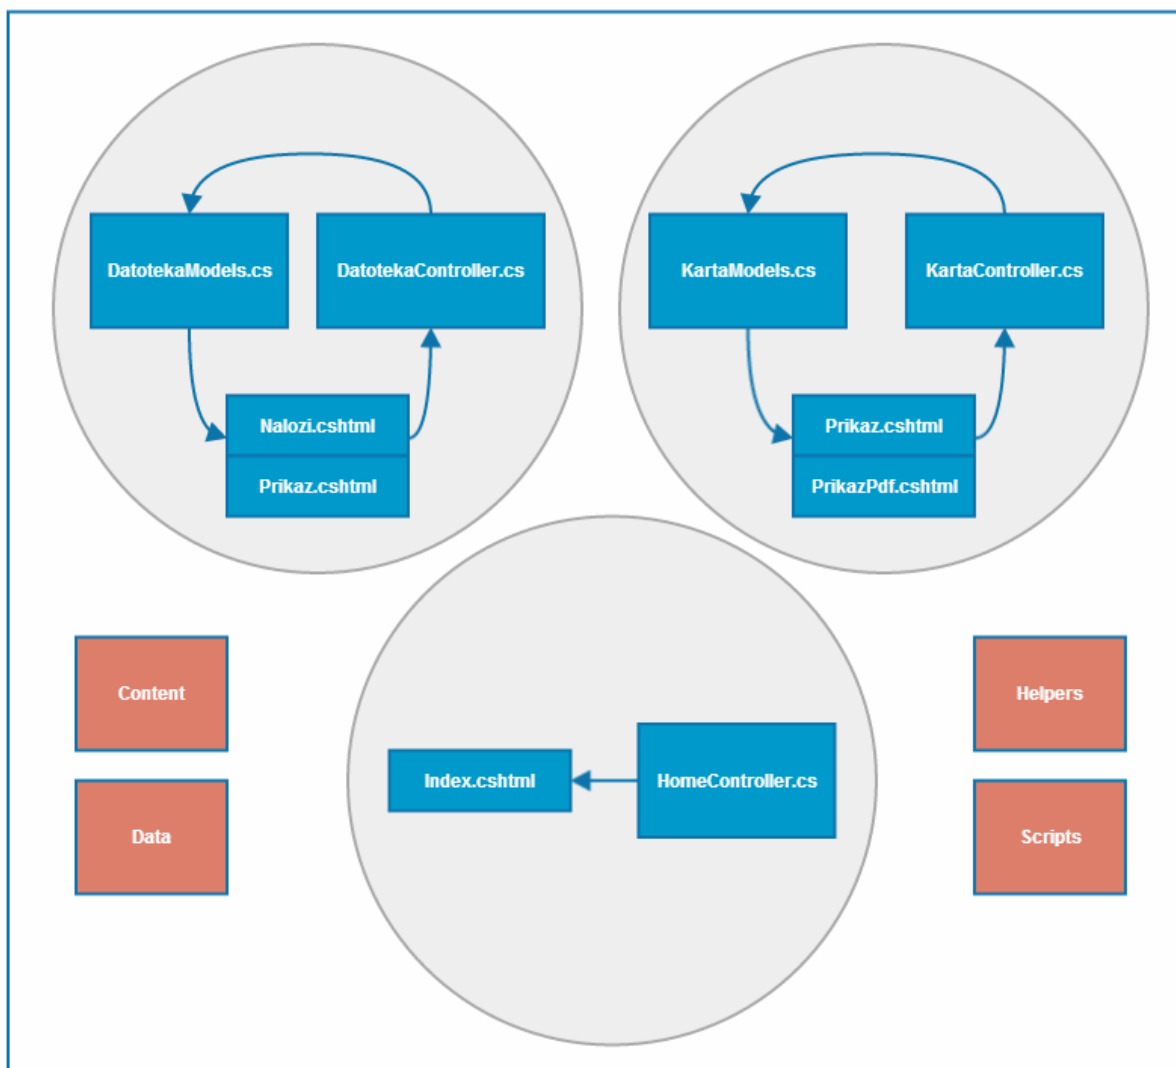 DatotekaModels.cs
DatotekaController.cs
Nalozi.cshtml
Prikaz.cshtml
KartaModels.cs
KartaController.cs
Prikaz.cshtml
PrikazPdf.cshtml
Content
Data
Index.cshtml
HomeController.cs
Helpers
Scripts